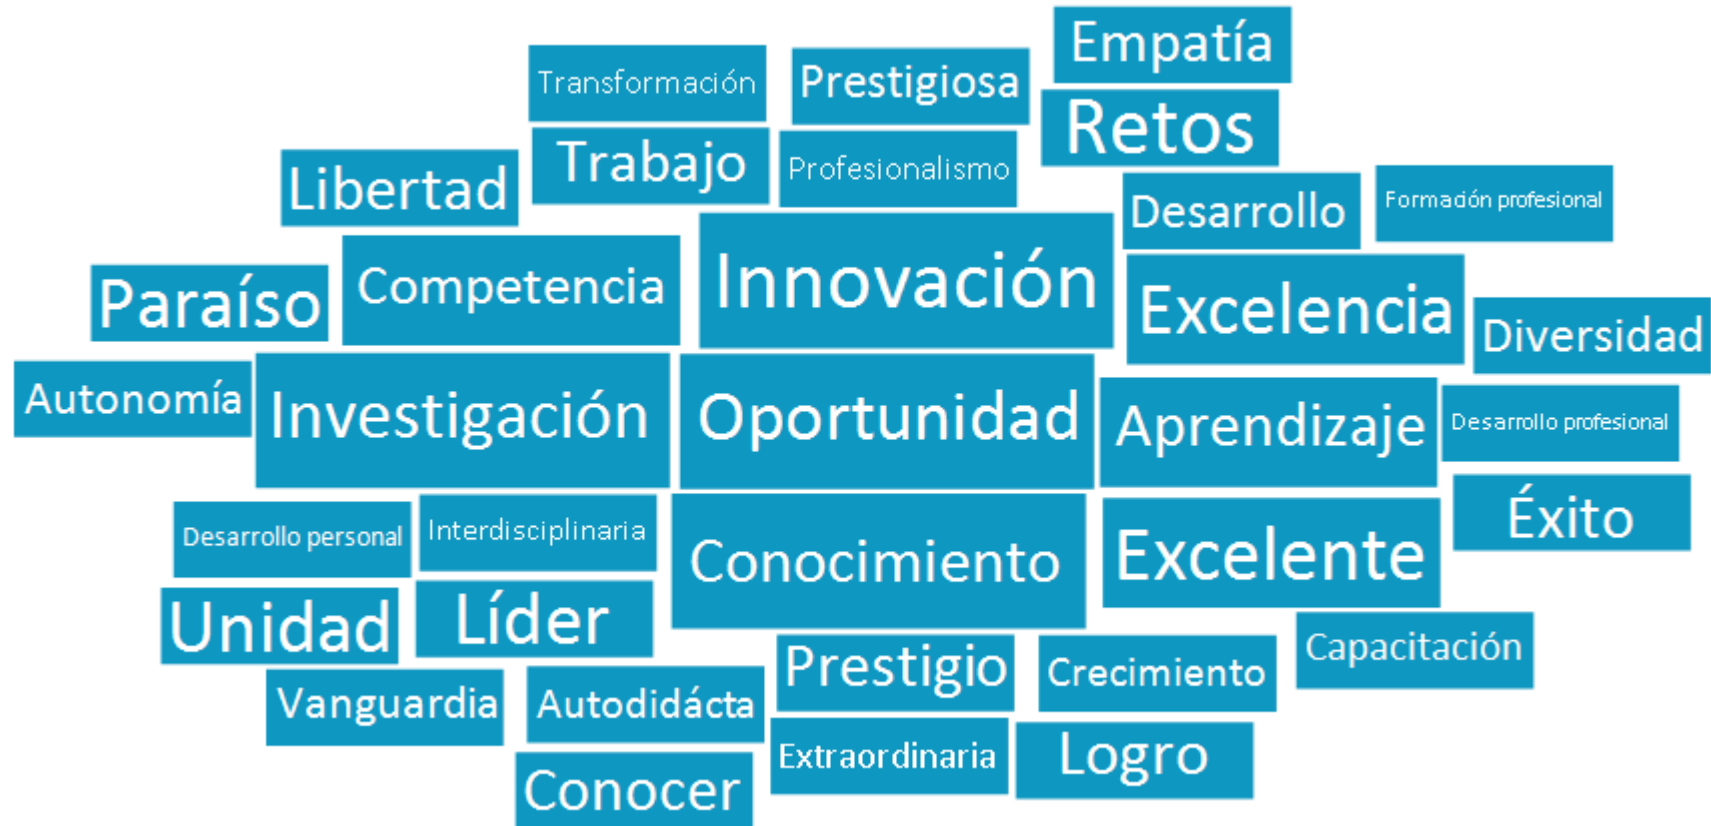 Empatía
Transformación
Prestigiosa
Retos
Trabajo
Profesionalismo
Libertad
Desarrollo
Formación profesional
Innovación
Competencia
Paraíso
Excelencia
Diversidad
Autonomía
Investigación
Oportunidad
Aprendizaje
Desarrollo profesional
Desarrollo personal
Interdisciplinaria
Conocimiento
Excelente
Éxito
Unidad
Líder
Prestigio
Crecimiento
Capacitación
Vanguardia
Autodidácta
Extraordinaria
Logro
Conocer